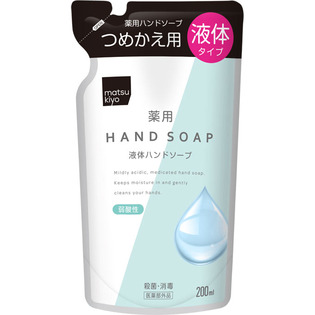 薬用ハンドソープ
つめかえ用
液体
タイプ
matsu
kiyo
薬用
HAND SOAP
液体ハンドソープ
Mildly acidic, medicated hand soap.
Keeps moisture in and gently
cleans your hands.
弱酸性
殺菌・消毒
医薬部外品
200ml